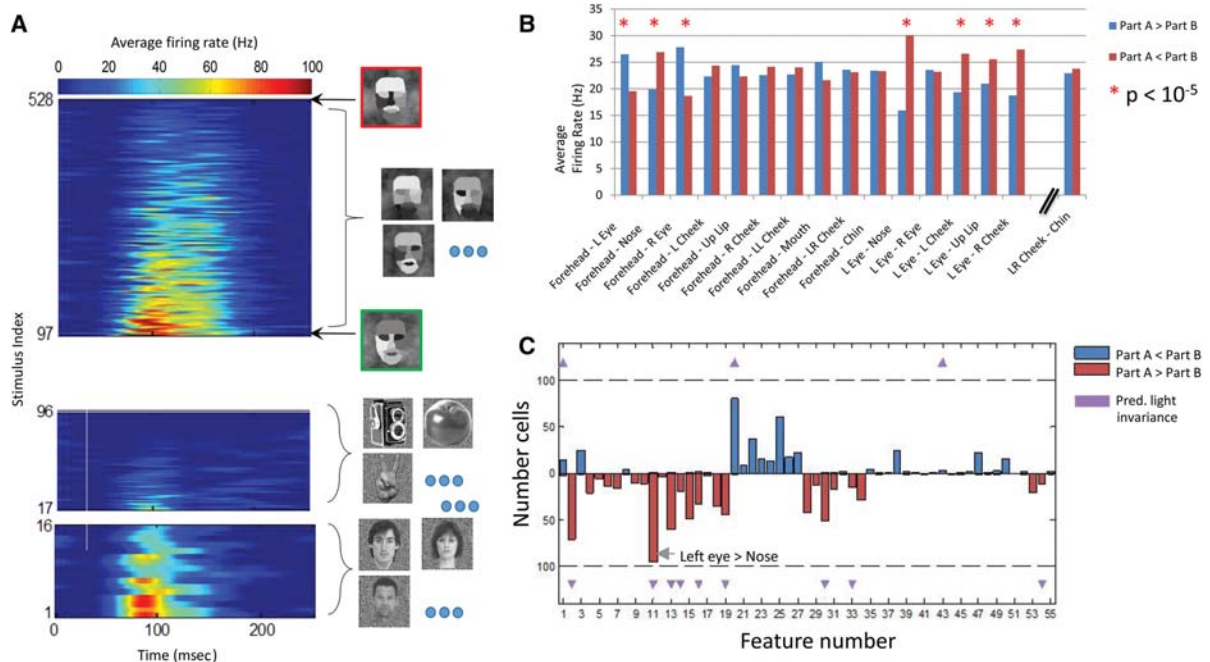 A
Average firing rate (Hz)
0 20 40 60 80 100
528
97
96
17
16
1
Stimulus Index
0 100 200
Time (msec)
B
35
30
25
20
15
10
5
0
Average
Firing Rate (Hz)
* * * * * * *
Part A > Part B
Part A < Part B
* p < 10-5
Forehead - L Eye
Forehead - Nose
Forehead - R Eye
Forehead - L Cheek
Forehead - Up Lip
Forehead - R Cheek
Forehead - LL Cheek
Forehead - Mouth
Forehead - LR Cheek
Forehead - Chin
L Eye - Nose
L Eye - R Eye
L Eye - L Cheek
L Eye - Up Lip
L Eye - R Cheek
LR Cheek - Chin
C
100
50
0
50
100
Number cells
Left eye > Nose
Part A < Part B
Part A > Part B
Pred. light
invariance
1 3 5 7 9 11 13 15 17 19 21 23 25 27 29 31 33 35 37 39 41 43 45 47 49 51 53 55
Feature number